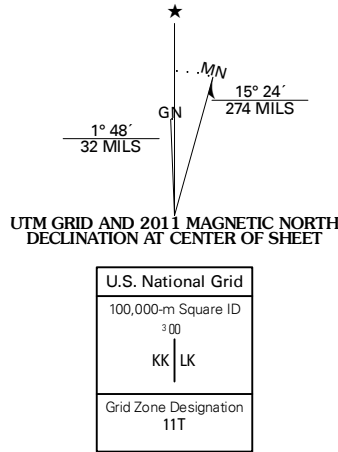 ★
MN
GN
15° 24´
274 MILS
1° 48´
32 MILS
UTM GRID AND 2011 MAGNETIC NORTH
DECLINATION AT CENTER OF SHEET
U.S. National Grid
100,000-m Square ID
³00
KK LK
Grid Zone Designation
11T